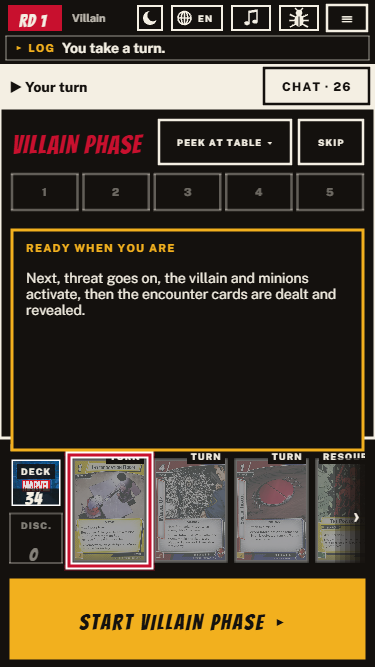 RD 1
Villain
EN
▸ LOG You take a turn.
▶ Your turn
CHAT · 26
VILLAIN PHASE
PEEK AT TABLE
SKIP
1 2 3 4 5
READY WHEN YOU ARE
Next, threat goes on, the villain and minions
activate, then the encounter cards are dealt and
revealed.
DECK
MARVEL
34
TURN
TURN
TURN
DISC.
0
START VILLAIN PHASE ▸